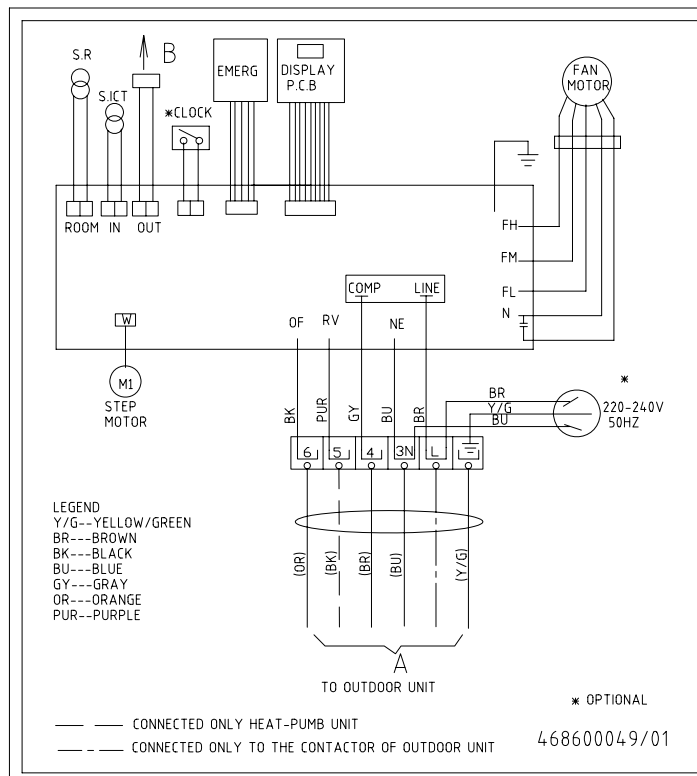 S.R
B
S.ICT
*CLOCK
EMERG
DISPLAY
P.C.B
FAN
MOTOR
ROOM IN OUT
FH
FM
FL
N
COMP LINE
OF RV NE
W
M1
STEP
MOTOR
BK PUR GY BU BR
BR
Y/G
BU
*
220-240V
50HZ
6 5 4 3N L
LEGEND
Y/G--YELLOW/GREEN
BR---BROWN
BK---BLACK
BU---BLUE
GY---GRAY
OR---ORANGE
PUR--PURPLE
(OR) (BK) (BR) (BU) (Y/G)
A
TO OUTDOOR UNIT
* OPTIONAL
CONNECTED ONLY HEAT-PUMB UNIT
CONNECTED ONLY TO THE CONTACTOR OF OUTDOOR UNIT
468600049/01